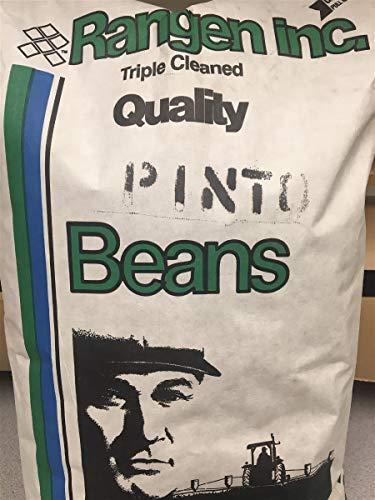 Rangen inc.
Triple Cleaned
Quality
PINTO
Beans